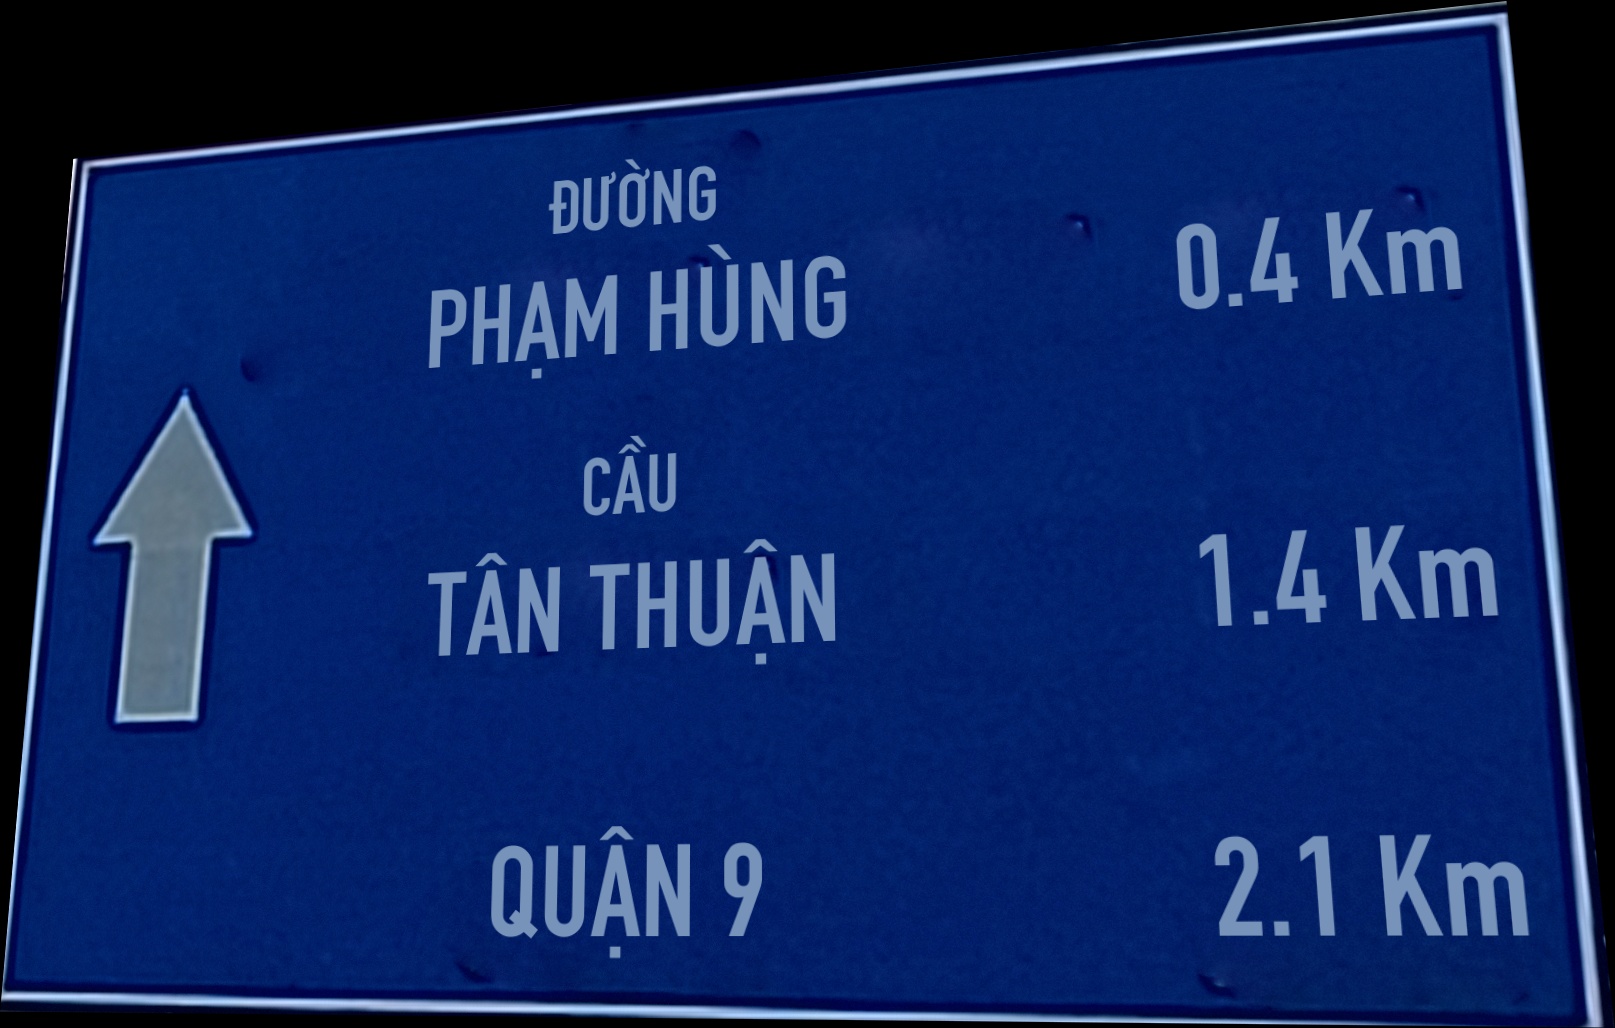 ĐƯỜNG
PHẠM HÙNG 0.4 Km
CẦU
TÂN THUẬN 1.4 Km
QUẬN 9 2.1 Km